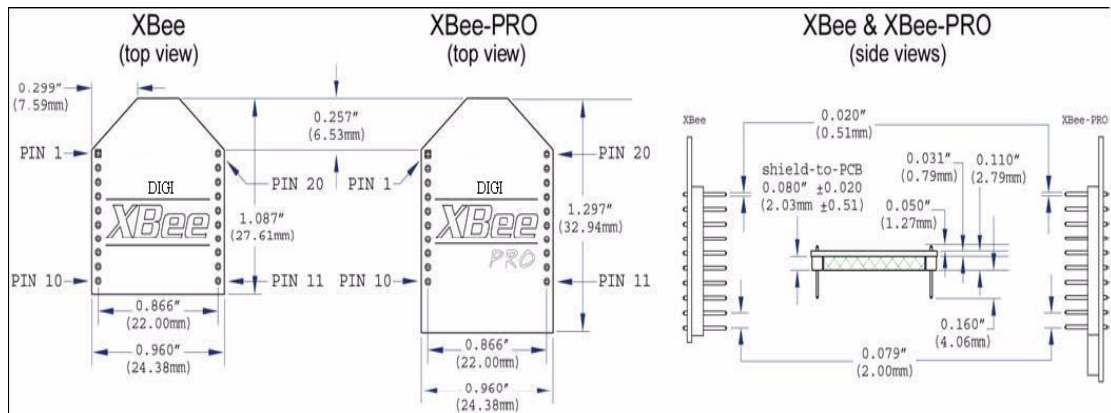 XBee
(top view)
XBee-PRO
(top view)
XBee & XBee-PRO
(side views)
0.299"
(7.59mm)
PIN 1
PIN 20
DIGI
XBee
1.087"
(27.61mm)
PIN 10
PIN 11
0.866"
(22.00mm)
0.960"
(24.38mm)
0.257"
(6.53mm)
PIN 1
PIN 20
DIGI
XBee
PRO
1.297"
(32.94mm)
PIN 10
PIN 11
0.866"
(22.00mm)
0.960"
(24.38mm)
XBee
XBee-PRO
0.020"
(0.51mm)
shield-to-PCB
0.080" ±0.020
(2.03mm ±0.51)
0.031"
(0.79mm)
0.110"
(2.79mm)
0.050"
(1.27mm)
0.160"
(4.06mm)
0.079"
(2.00mm)